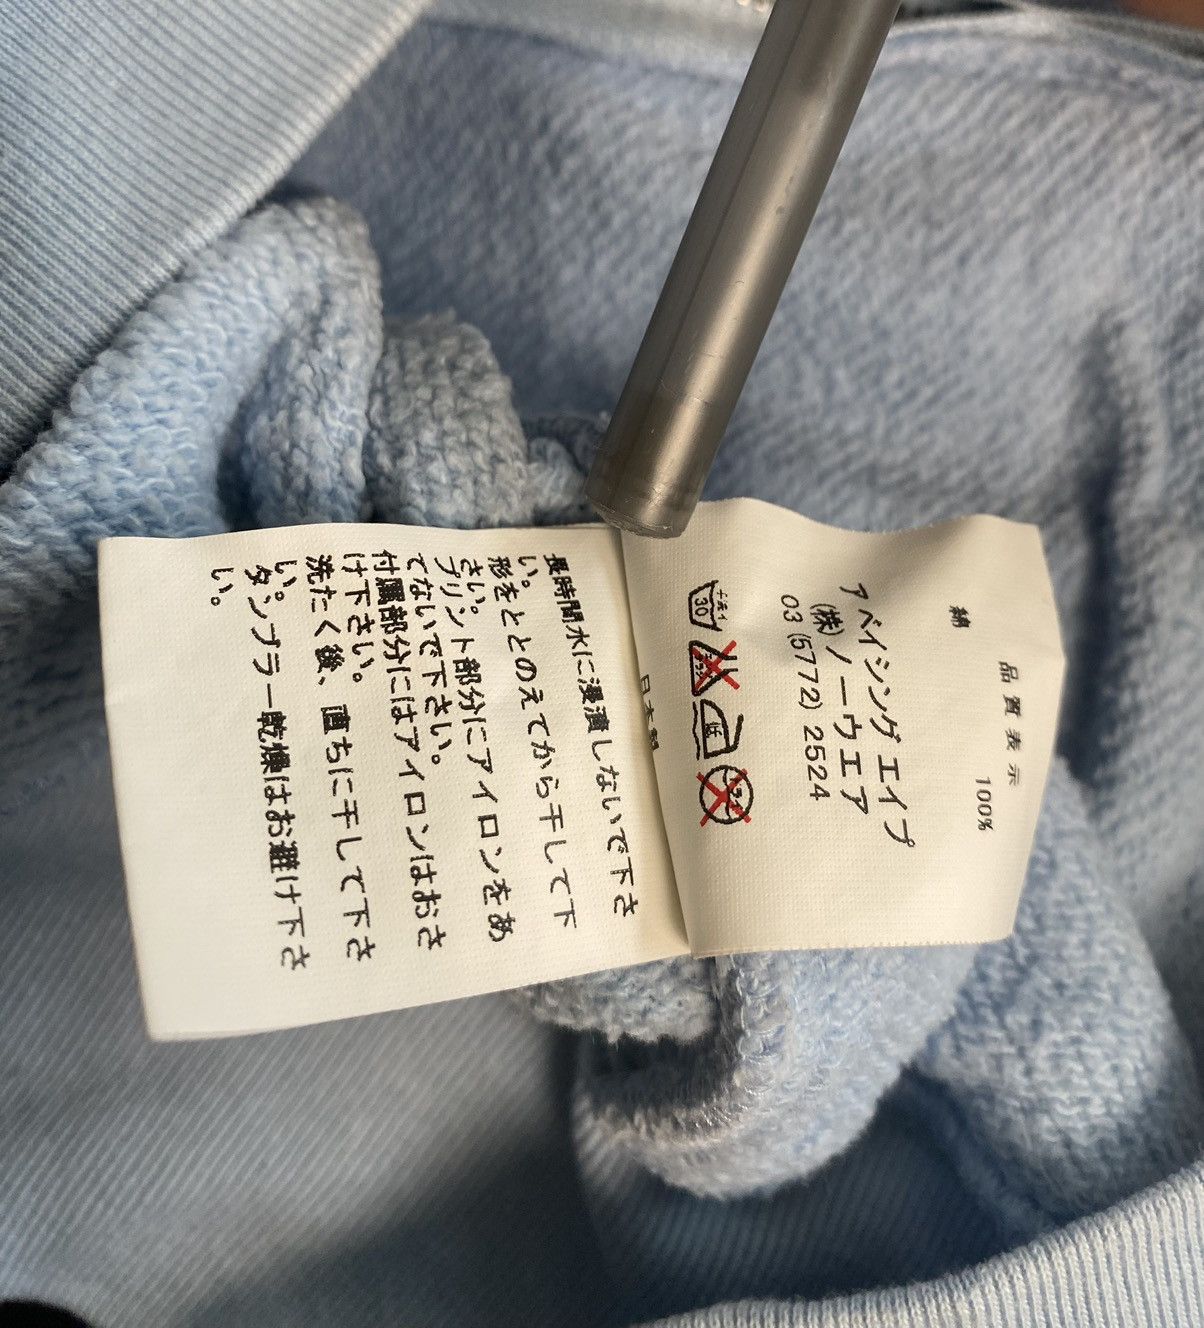 品質表示
綿 100%
アベイシング エイプ
(株)ノーウェア
03 (5772) 2524
30
低
日本製
長時間水に浸漬しないで下さ
い。
形をととのえてから干して下
さい。
プリント部分にアイロンをあ
てないで下さい。
付属部分にはアイロンはおさ
け下さい。
洗たく後、直ちに干して下さ
い。
タンブラー乾燥はお避け下さ
い。